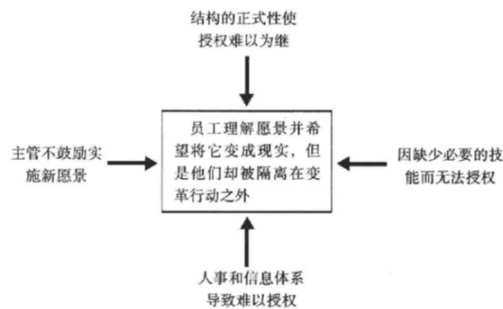 结构的正式性使
授权难以为继
员工理解愿景并希
望将它变成现实，但
是他们却被隔离在变
革行动之外
主管不鼓励实
施新愿景
因缺少必要的技
能而无法授权
人事和信息体系
导致难以授权